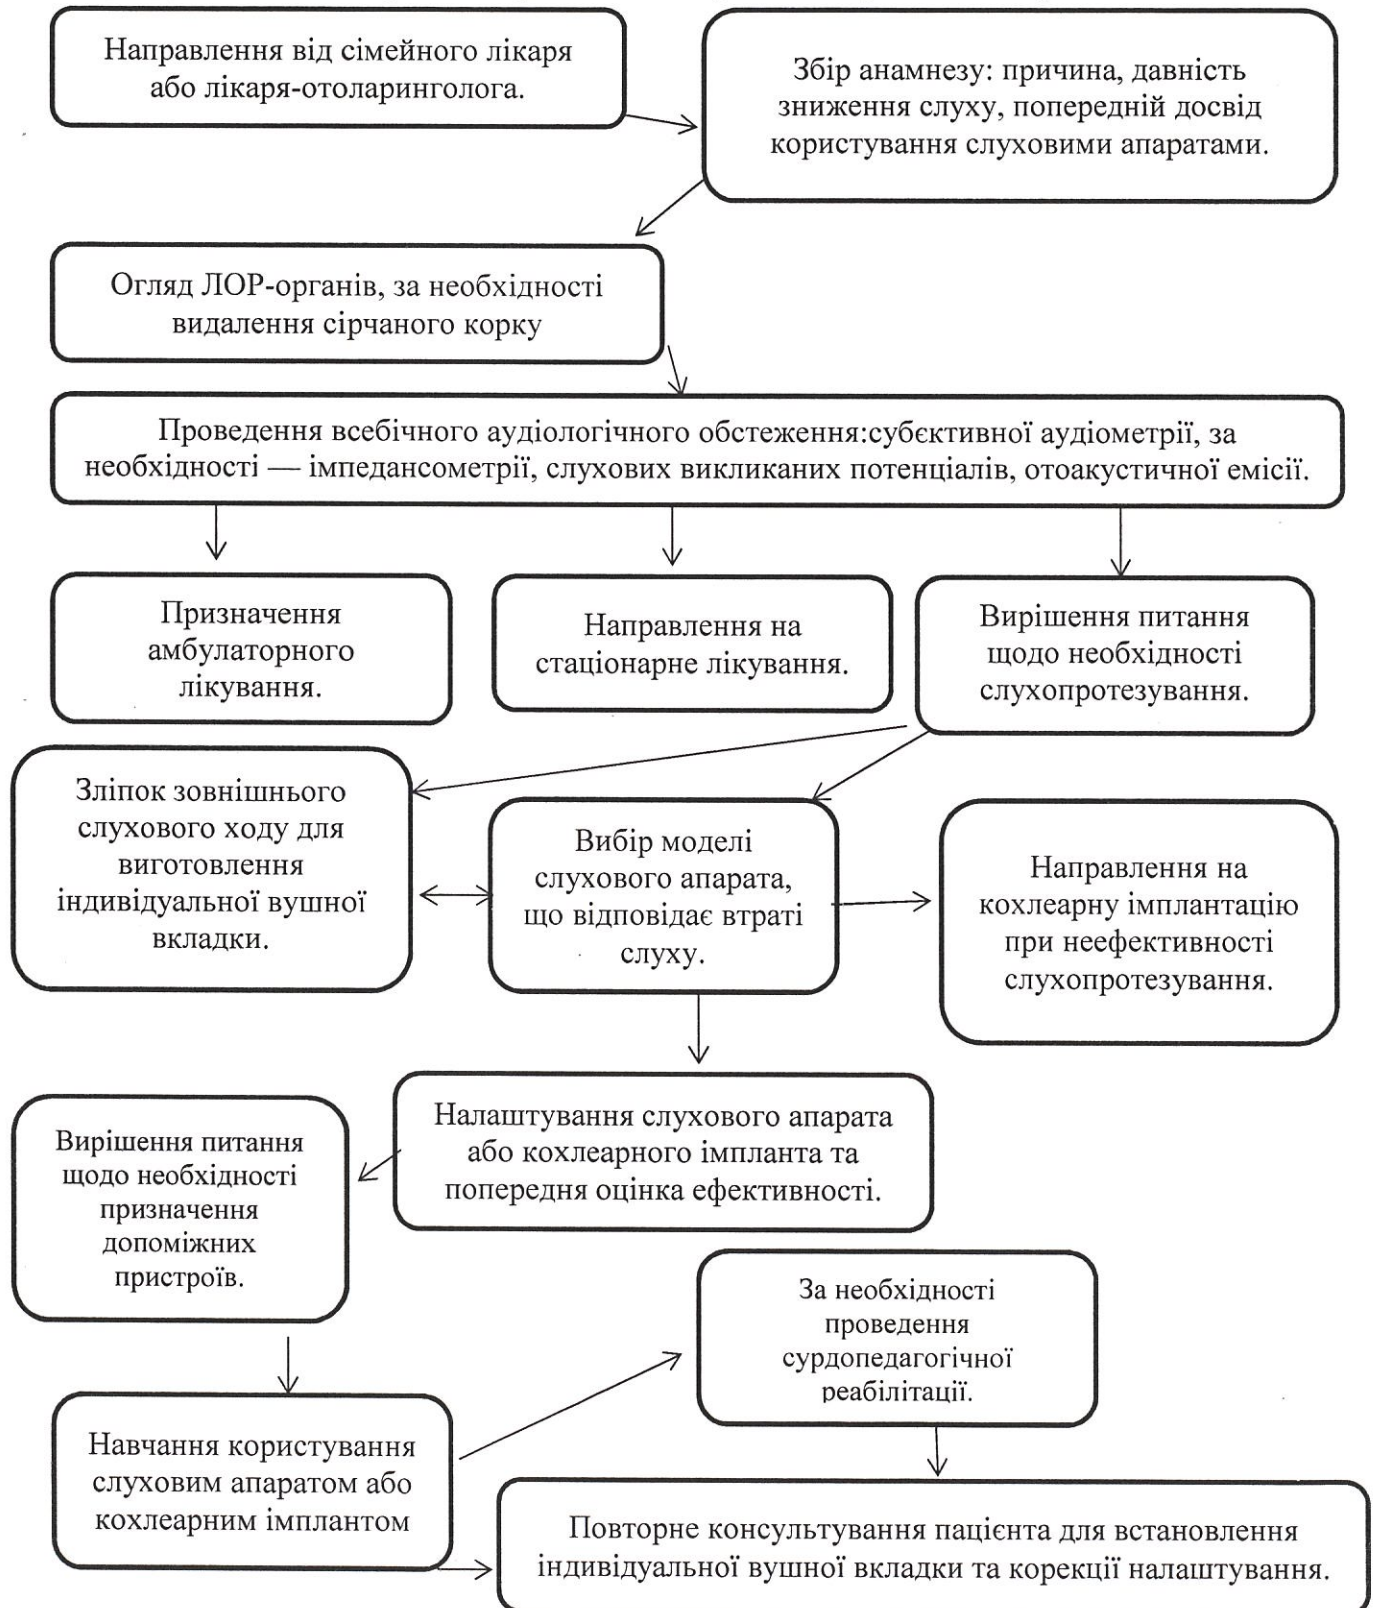 Направлення від сімейного лікаря
або лікаря-отоларинголога.
Збір анамнезу: причина, давність
зниження слуху, попередній досвід
користування слуховими апаратами.
Огляд ЛОР-органів, за необхідності
видалення сірчаного корку
Проведення всебічного аудіологічного обстеження:субєктивної аудіометрії, за
необхідності — імпедансометрії, слухових викликаних потенціалів, отоакустичної емісії.
Призначення
амбулаторного
лікування.
Направлення на
стаціонарне лікування.
Вирішення питання
щодо необхідності
слухопротезування.
Зліпок зовнішнього
слухового ходу для
виготовлення
індивідуальної вушної
вкладки.
Вибір моделі
слухового апарата,
що відповідає втраті
слуху.
Направлення на
кохлеарну імплантацію
при неефективності
слухопротезування.
Налаштування слухового апарата
або кохлеарного імпланта та
попередня оцінка ефективності.
Вирішення питання
щодо необхідності
призначення
допоміжних
пристроїв.
За необхідності
проведення
сурдопедагогічної
реабілітації.
Навчання користування
слуховим апаратом або
кохлеарним імплантом
Повторне консультування пацієнта для встановлення
індивідуальної вушної вкладки та корекції налаштування.